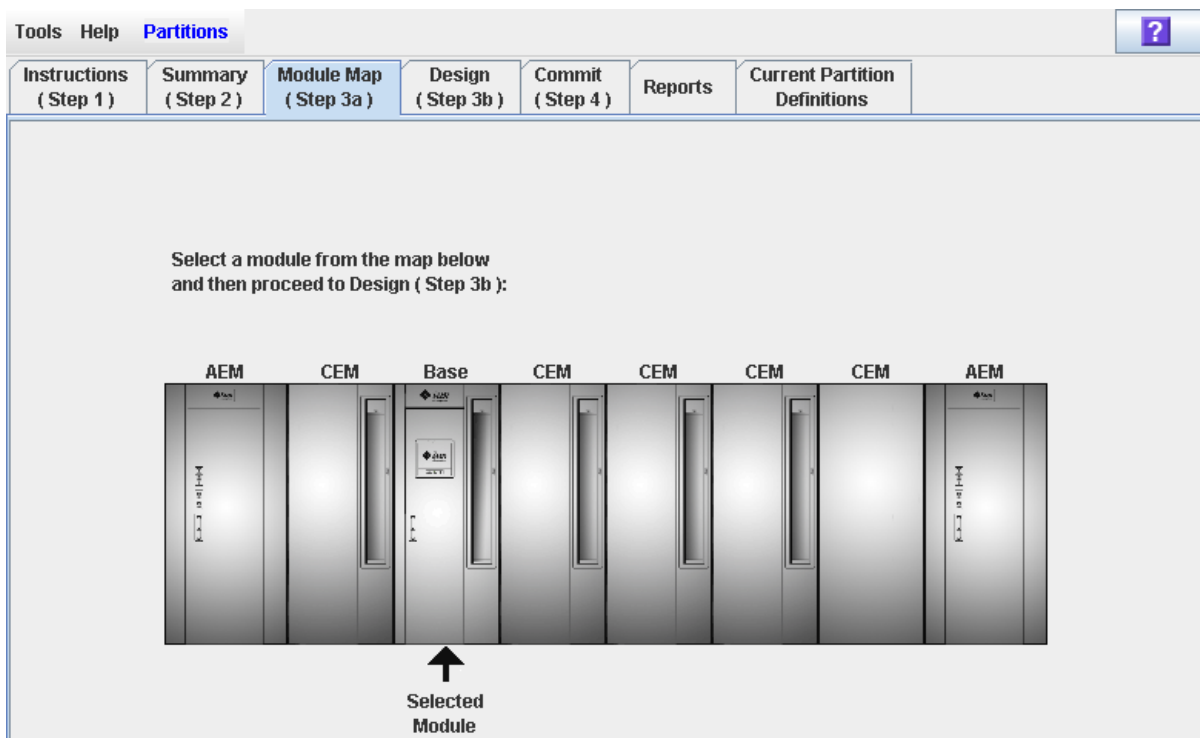 Tools Help Partitions
?
Instructions
( Step 1 )
Summary
( Step 2 )
Module Map
( Step 3a )
Design
( Step 3b )
Commit
( Step 4 )
Reports
Current Partition
Definitions
Select a module from the map below
and then proceed to Design ( Step 3b ):
AEM CEM Base CEM CEM CEM CEM AEM
Selected
Module